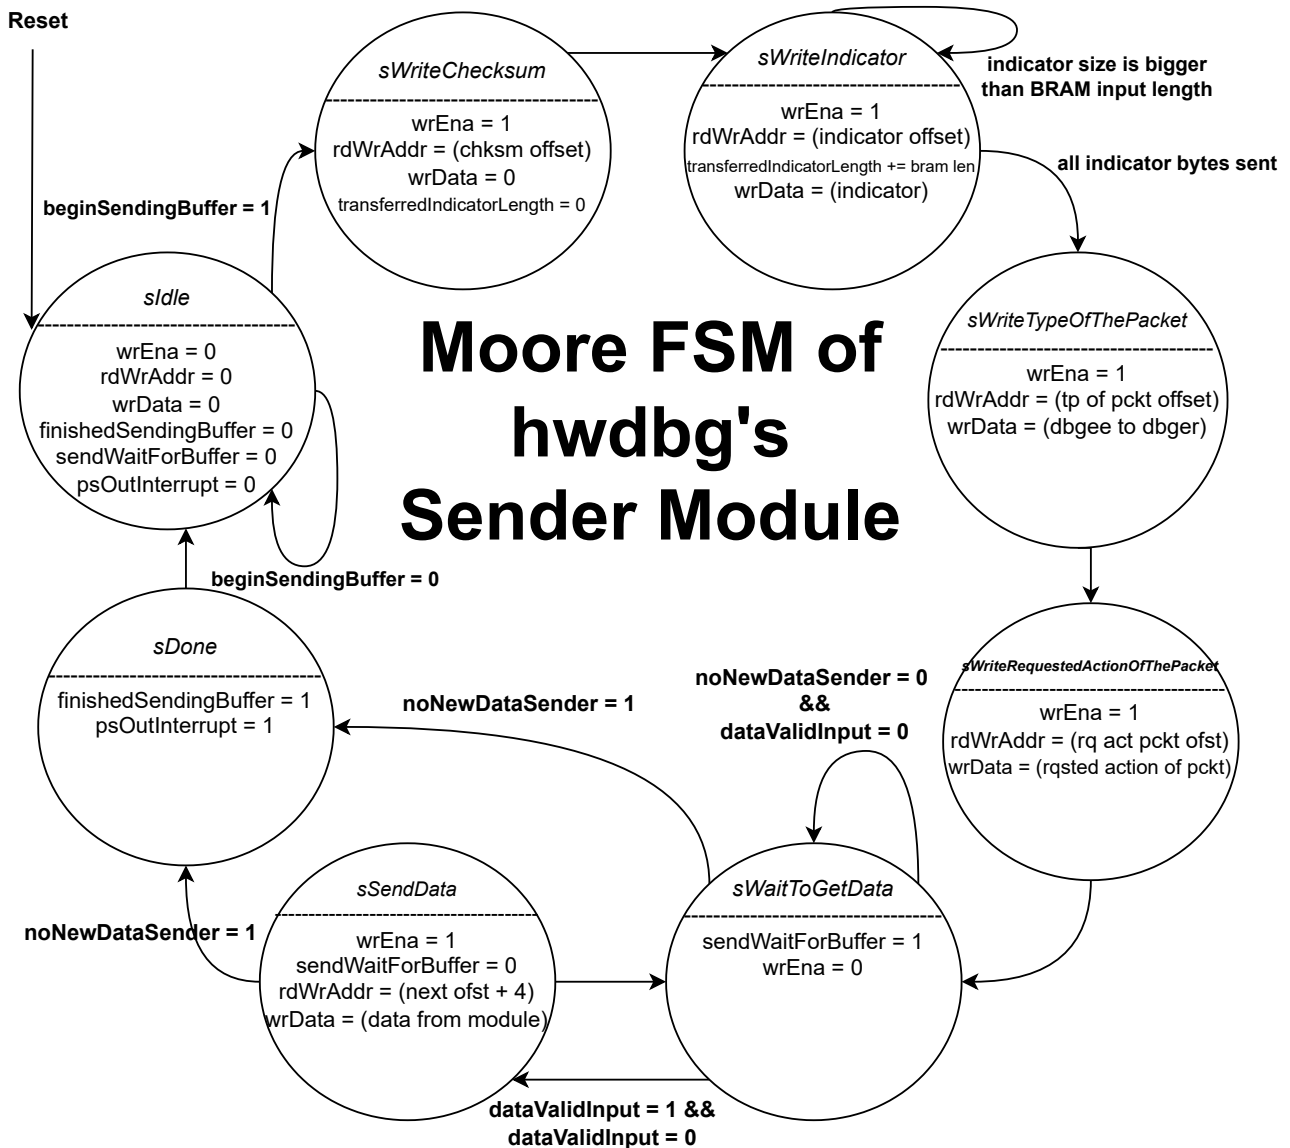 Reset
sWriteChecksum
wrEna = 1
rdWrAddr = (chksm offset)
wrData = 0
transferredIndicatorLength = 0
sWriteIndicator
wrEna = 1
rdWrAddr = (indicator offset)
transferredIndicatorLength += bram len
wrData = (indicator)
indicator size is bigger
than BRAM input length
all indicator bytes sent
beginSendingBuffer = 1
sIdle
wrEna = 0
rdWrAddr = 0
wrData = 0
finishedSendingBuffer = 0
sendWaitForBuffer = 0
psOutInterrupt = 0
beginSendingBuffer = 0
Moore FSM of
hwdbg's
Sender Module
sWriteTypeOfThePacket
wrEna = 1
rdWrAddr = (tp of pckt offset)
wrData = (dbgee to dbger)
sDone
finishedSendingBuffer = 1
psOutInterrupt = 1
noNewDataSender = 1
noNewDataSender = 0
&&
dataValidInput = 0
sWriteRequestedActionOfThePacket
wrEna = 1
rdWrAddr = (rq act pckt ofst)
wrData = (rqsted action of pckt)
noNewDataSender = 1
sSendData
wrEna = 1
sendWaitForBuffer = 0
rdWrAddr = (next ofst + 4)
wrData = (data from module)
sWaitToGetData
sendWaitForBuffer = 1
wrEna = 0
dataValidInput = 1 &&
dataValidInput = 0